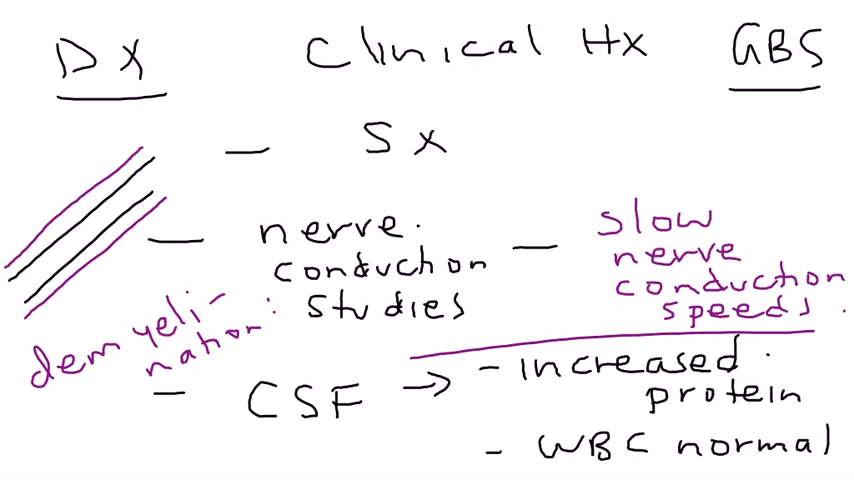 DX Clinical Hx GBS
- Sx
- nerve conduction studies - slow nerve conduction speeds.
demyeli-
nation:
- CSF → - increased protein
- WBC normal